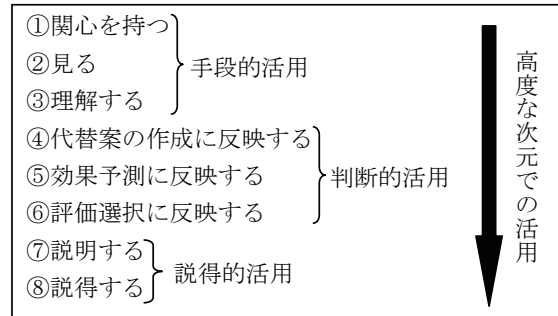 ①関心を持つ
②見る
③理解する
手段的活用
④代替案の作成に反映する
⑤効果予測に反映する
⑥評価選択に反映する
判断的活用
⑦説明する
⑧説得する
説得的活用
高度な次元での活用